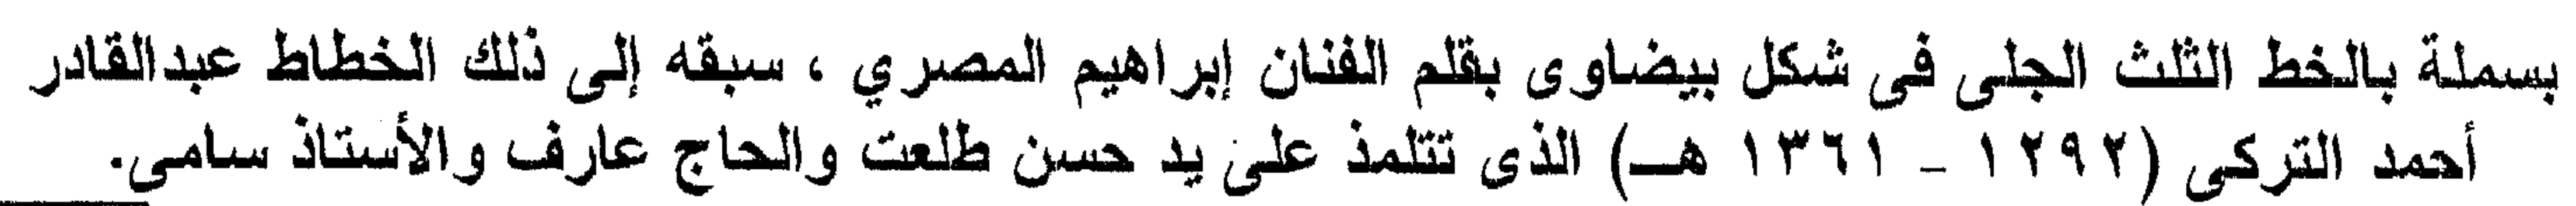 بسملة بالخط الثلث الجلى فى شكل بيضاوى بقلم الفنان إبراهيم المصري ، سبقه إلى ذلك الخطاط عبدالقادر
أحمد التركى (١٢٩٢ - ١٣٦١ هـ) الذى تتلمذ على يد حسن طلعت والحاج عارف والأستاذ سامى.